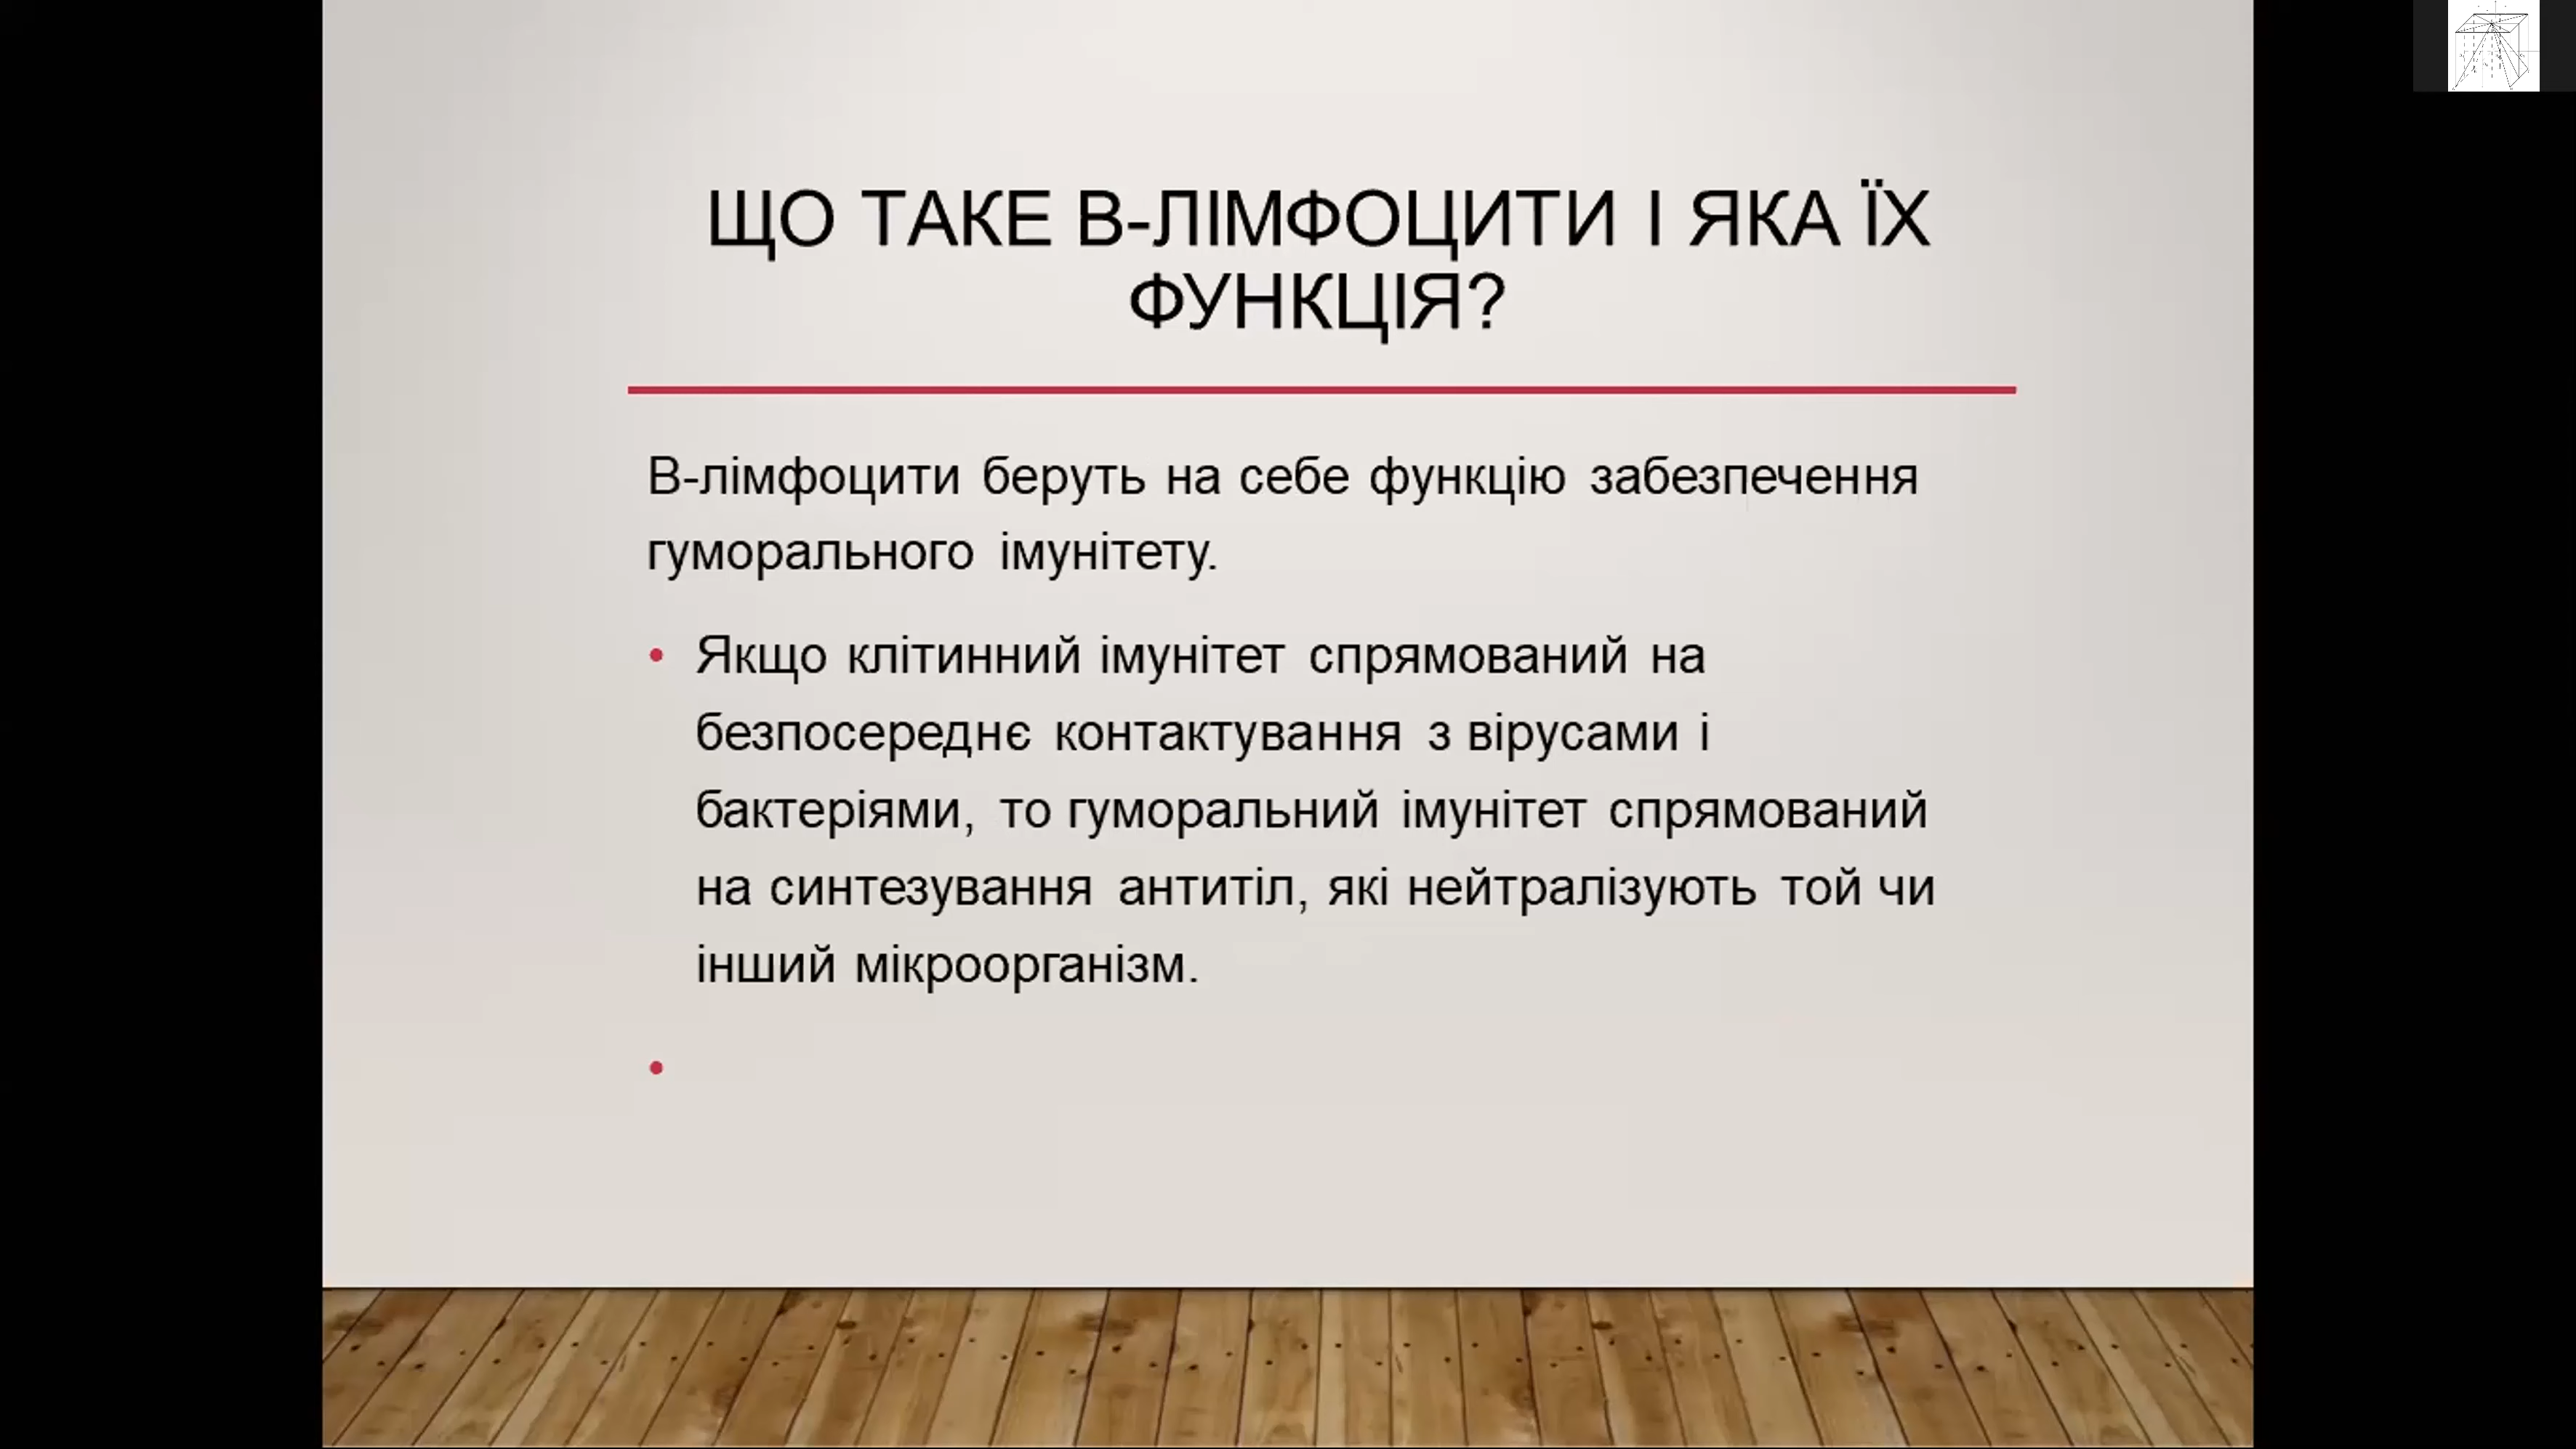 ЩО ТАКЕ В-ЛІМФОЦИТИ І ЯКА ЇХ
ФУНКЦІЯ?
В-лімфоцити беруть на себе функцію забезпечення
гуморального імунітету.
• Якщо клітинний імунітет спрямований на
безпосереднє контактування з вірусами і
бактеріями, то гуморальний імунітет спрямований
на синтезування антитіл, які нейтралізують той чи
інший мікроорганізм.
•